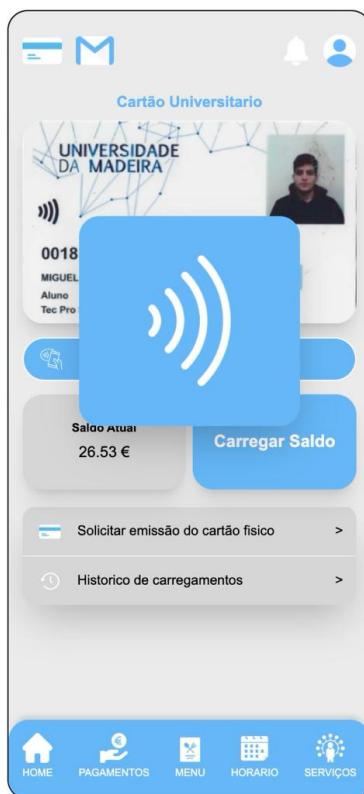 Cartão Universitario
UNIVERSIDADE
DA MADEIRA
0018
MIGUEL
Aluno
Tec Pro
Saldo Atual
26.53 €
Carregar Saldo
Solicitar emissão do cartão fisico >
Historico de carregamentos >
HOME PAGAMENTOS MENU HORARIO SERVIÇOS